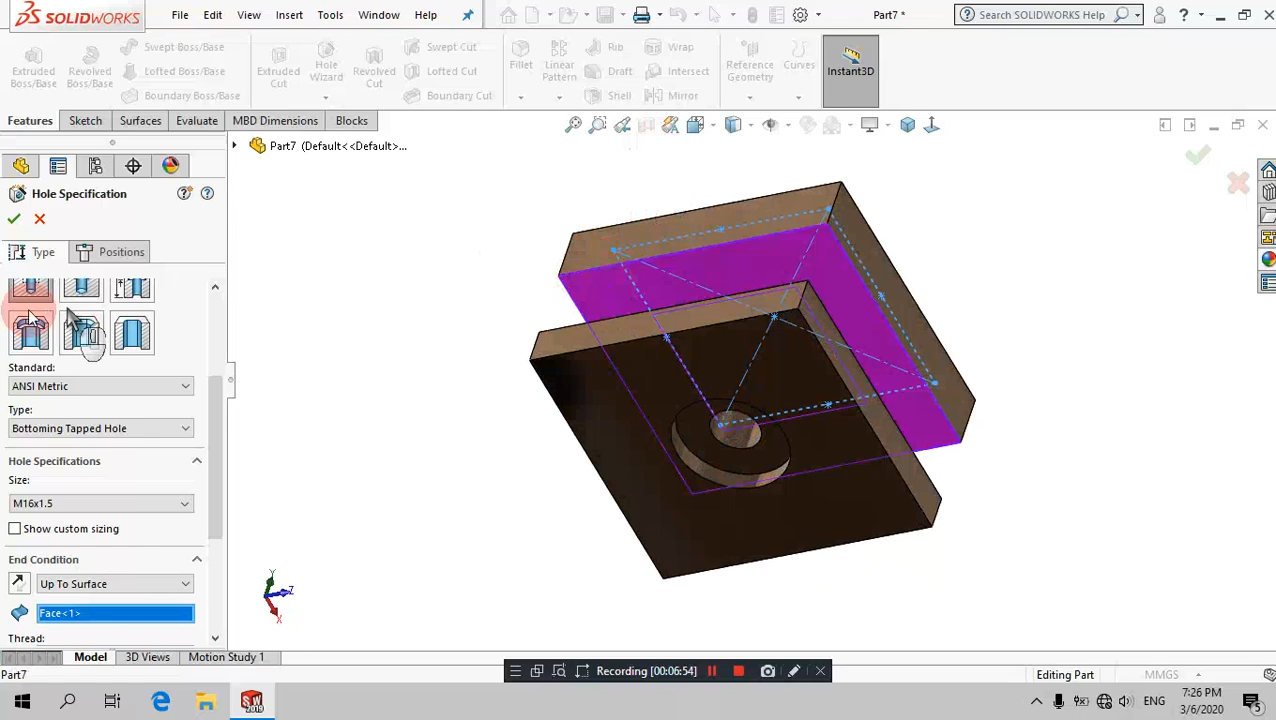 SOLIDWORKS
File Edit View Insert Tools Window Help
Part7 *
Search SOLIDWORKS Help
Extruded Boss/Base
Revolved Boss/Base
Swept Boss/Base
Lofted Boss/Base
Boundary Boss/Base
Extruded Cut
Hole Wizard
Revolved Cut
Swept Cut
Lofted Cut
Boundary Cut
Fillet
Linear Pattern
Rib
Draft
Shell
Wrap
Intersect
Mirror
Reference Geometry
Curves
Instant3D
Features Sketch Surfaces Evaluate MBD Dimensions Blocks
Part7 (Default<<Default>...
Hole Specification
Type Positions
Standard:
ANSI Metric
Type:
Bottoming Tapped Hole
Hole Specifications
Size:
M16x1.5
Show custom sizing
End Condition
Up To Surface
Face<1>
Thread:
Y
Z
X
Model 3D Views Motion Study 1
Recording [00:06:54]
Part7
Editing Part
MMGS
SW
2019
ENG
7:26 PM
3/6/2020
5